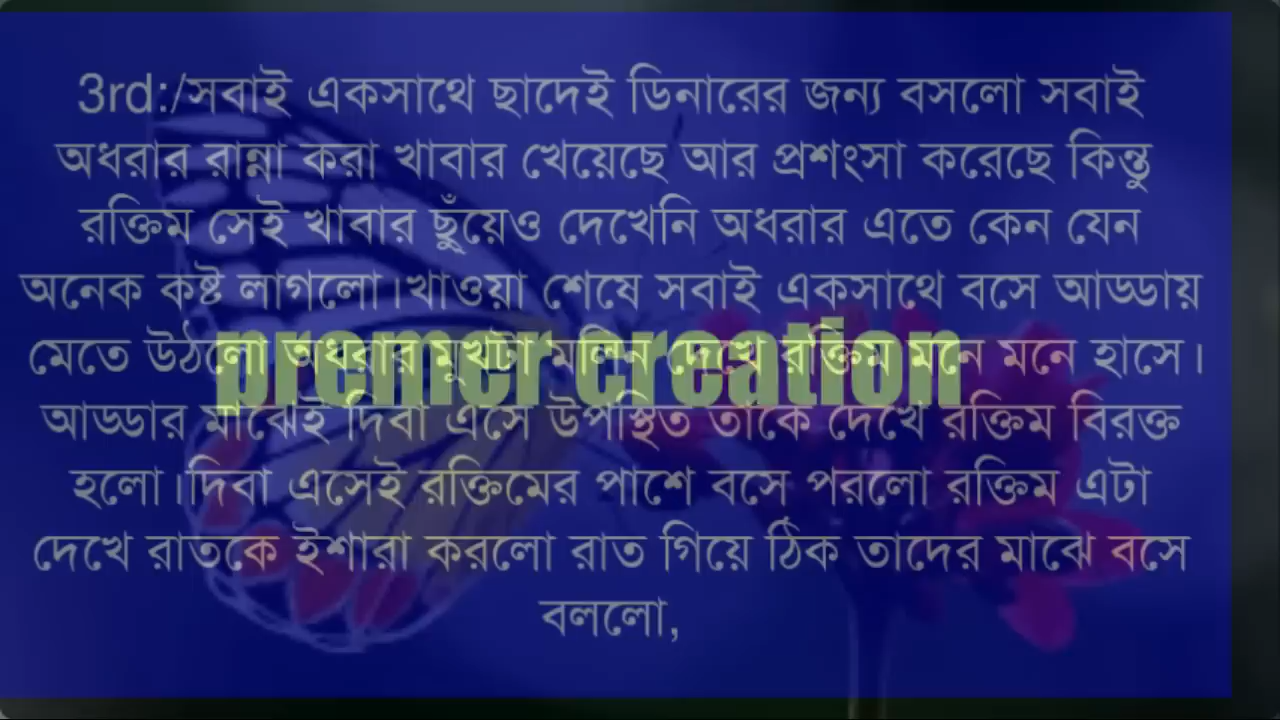 3rd:/সবাই একসাথে ছাদেই ডিনারের জন্য বসলো সবাই
অধরার রান্না করা খাবার খেয়েছে আর প্রশংসা করেছে কিন্তু
রক্তিম সেই খাবার ছুঁয়েও দেখেনি অধরার এতে কেন যেন
অনেক কষ্ট লাগলো।খাওয়া শেষে সবাই একসাথে বসে আড্ডায়
মেতে উঠলো অধরার মুখটা মলিন দেখে রক্তিম মনে মনে হাসে।
premer creation
আড্ডার মাঝেই দিবা এসে উপস্থিত তাকে দেখে রক্তিম বিরক্ত
হলো।দিবা এসেই রক্তিমের পাশে বসে পরলো রক্তিম এটা
দেখে রাতকে ইশারা করলো রাত গিয়ে ঠিক তাদের মাঝে বসে
বললো,